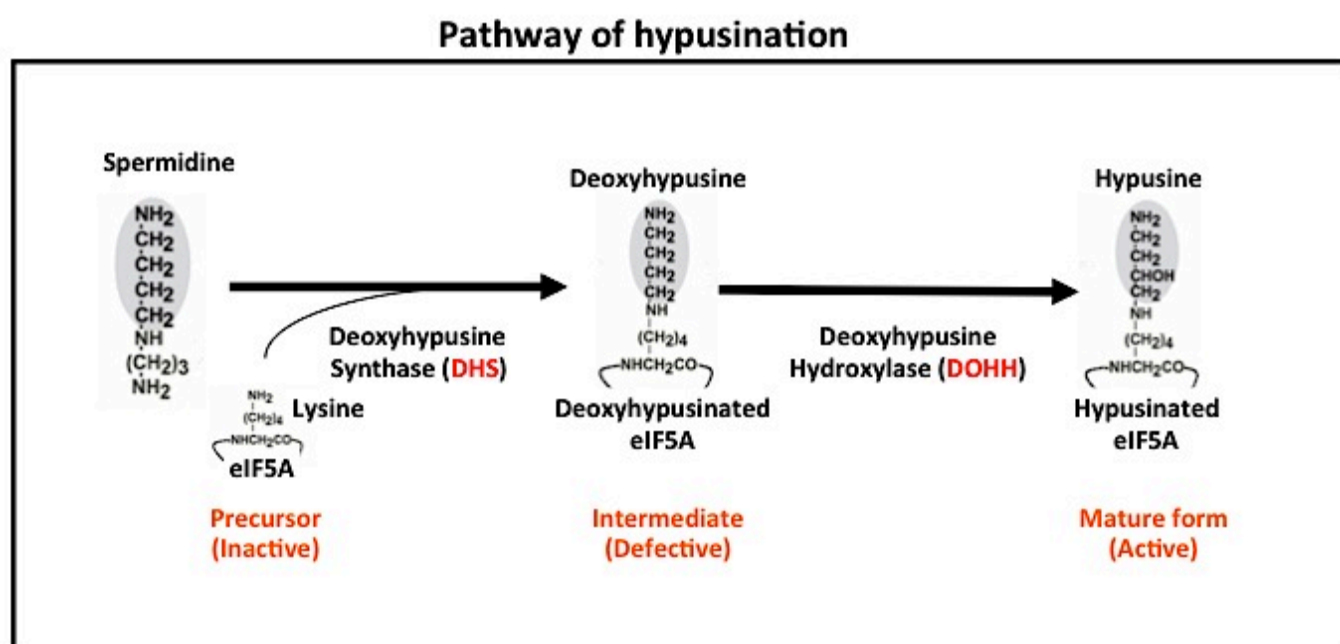 Pathway of hypusination
Spermidine
NH2
CH2
CH2
CH2
CH2
NH
(CH2)3
NH2
NH2
(CH2)4
NHCH2CO
Lysine
eIF5A
Precursor
(Inactive)
Deoxyhypusine
Synthase (DHS)
Deoxyhypusine
NH2
CH2
CH2
CH2
CH2
NH
(CH2)4
NHCH2CO
Deoxyhypusinated
eIF5A
Intermediate
(Defective)
Deoxyhypusine
Hydroxylase (DOHH)
Hypusine
NH2
CH2
CH2
CHOH
CH2
NH
(CH2)4
NHCH2CO
Hypusinated
eIF5A
Mature form
(Active)